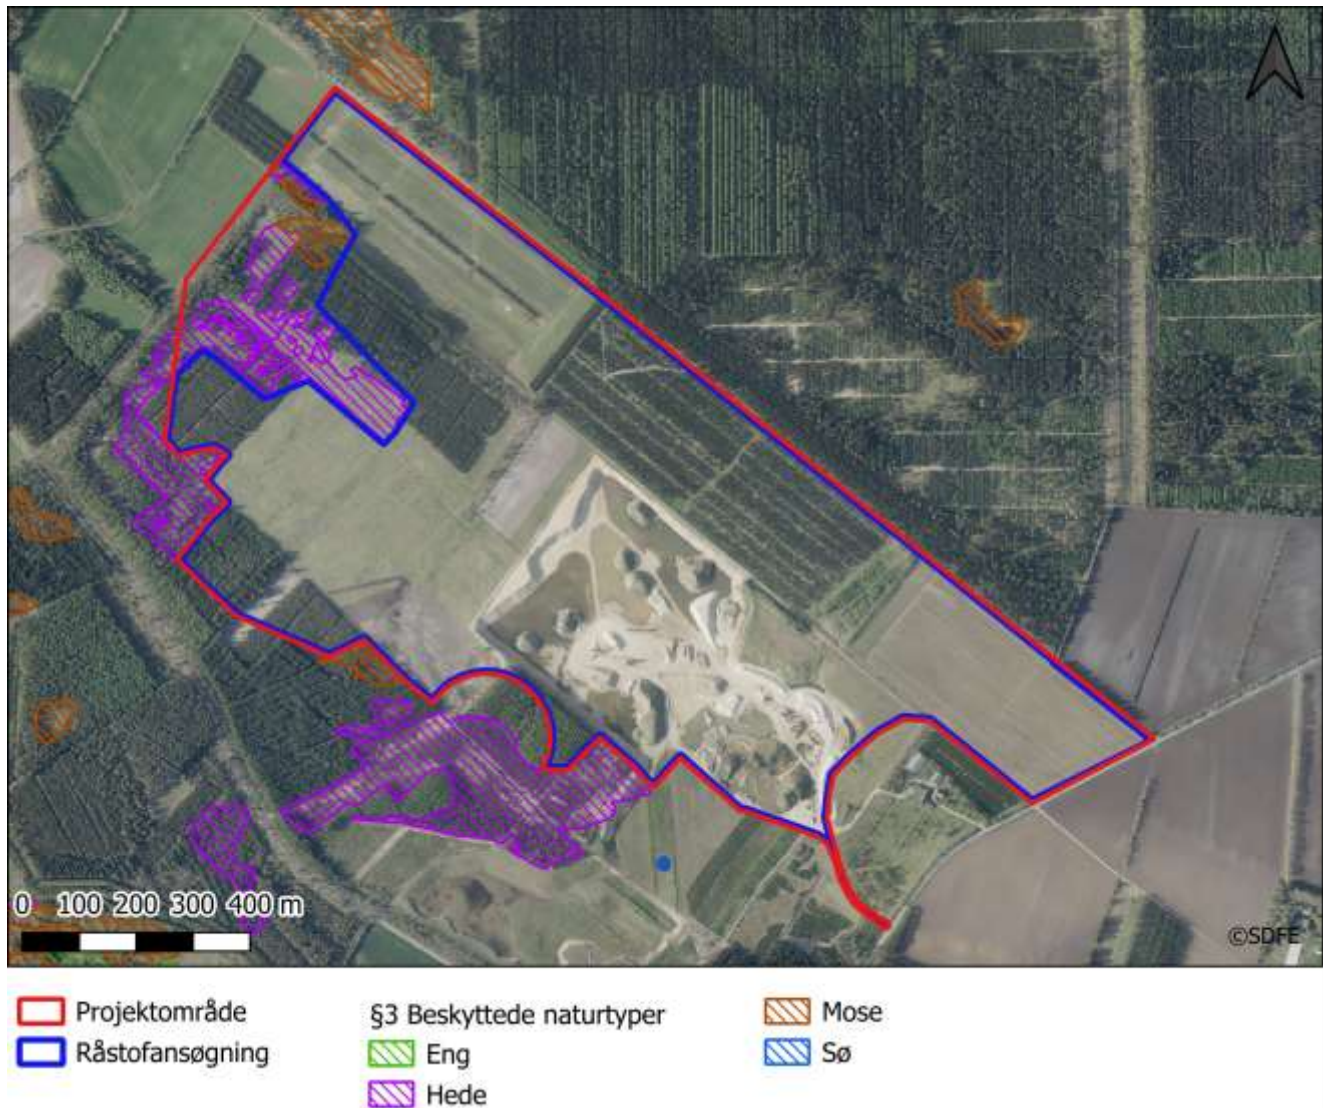 0 100 200 300 400 m
©SDFE
Projektområde
Råstofansøgning
§3 Beskyttede naturtyper
Eng
Hede
Mose
Sø